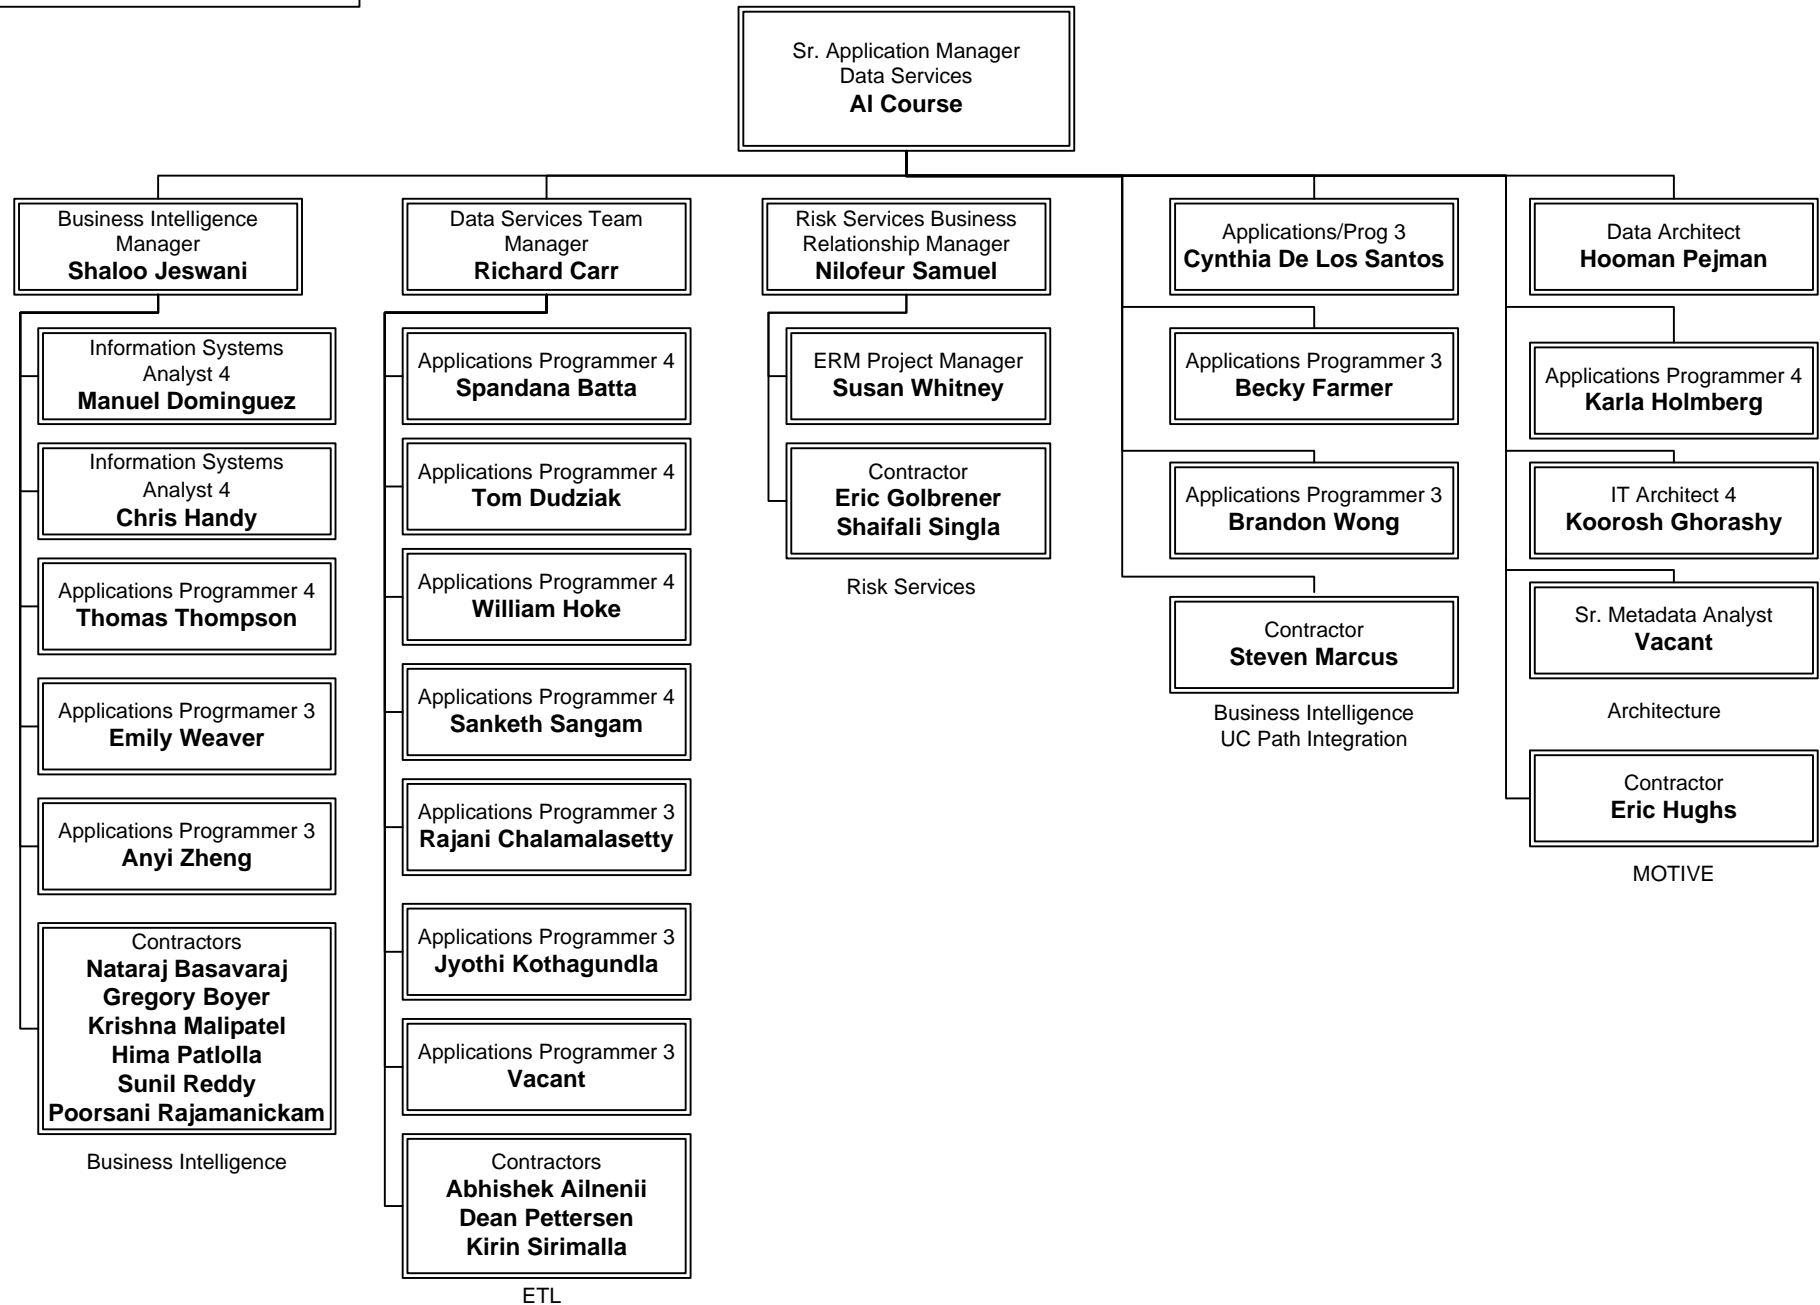 Sr. Application Manager
Data Services
Al Course
Business Intelligence
Manager
Shaloo Jeswani
Information Systems
Analyst 4
Manuel Dominguez
Information Systems
Analyst 4
Chris Handy
Applications Programmer 4
Thomas Thompson
Applications Progrmamer 3
Emily Weaver
Applications Programmer 3
Anyi Zheng
Contractors
Nataraj Basavaraj
Gregory Boyer
Krishna Malipatel
Hima Patlolla
Sunil Reddy
Poorsani Rajamanickam
Business Intelligence
Data Services Team
Manager
Richard Carr
Applications Programmer 4
Spandana Batta
Applications Programmer 4
Tom Dudziak
Applications Programmer 4
William Hoke
Applications Programmer 4
Sanketh Sangam
Applications Programmer 3
Rajani Chalamalasetty
Applications Programmer 3
Jyothi Kothagundla
Applications Programmer 3
Vacant
Contractors
Abhishek Ailnenii
Dean Pettersen
Kirin Sirimalla
ETL
Risk Services Business
Relationship Manager
Nilofeur Samuel
ERM Project Manager
Susan Whitney
Contractor
Eric Golbrener
Shaifali Singla
Risk Services
Applications/Prog 3
Cynthia De Los Santos
Applications Programmer 3
Becky Farmer
Applications Programmer 3
Brandon Wong
Contractor
Steven Marcus
Business Intelligence
UC Path Integration
Data Architect
Hooman Pejman
Applications Programmer 4
Karla Holmberg
IT Architect 4
Koorosh Ghorashy
Sr. Metadata Analyst
Vacant
Architecture
Contractor
Eric Hughs
MOTIVE